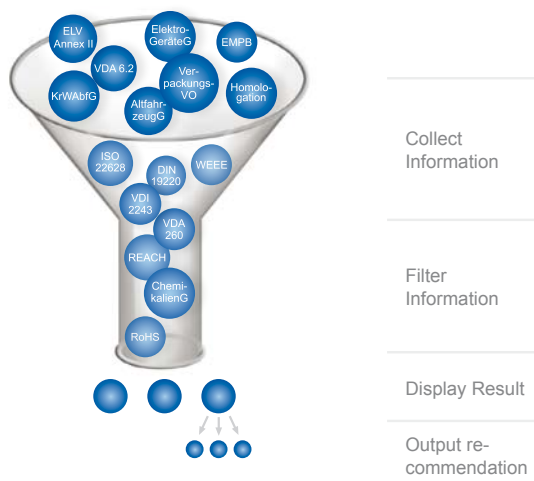 ELV
Annex II
Elektro-
GeräteG
EMPB
VDA 6.2
Ver-
packungs-
VO
KrWAbfG
Altfahr-
zeugG
Homolo-
gation
ISO
22628
DIN
19220
WEEE
VDI
2243
VDA
260
REACH
Chemi-
kalienG
RoHS
Collect
Information
Filter
Information
Display Result
Output re-
commendation